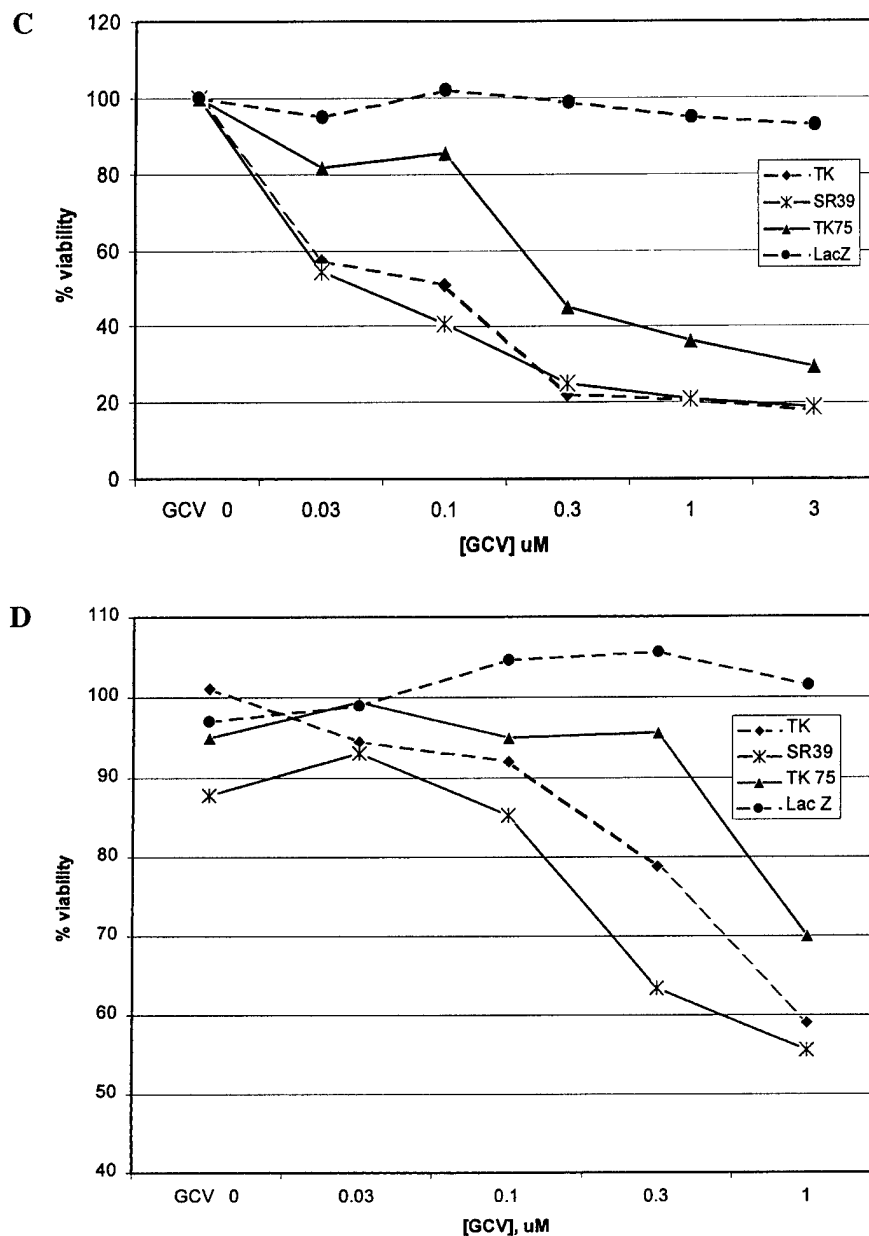 C
120
100
80
60
40
20
0
% viability
TK
SR39
TK75
LacZ
GCV 0 0.03 0.1 0.3 1 3
[GCV] uM
D
110
100
90
80
70
60
50
40
% viability
TK
SR39
TK 75
Lac Z
GCV 0 0.03 0.1 0.3 1
[GCV], uM